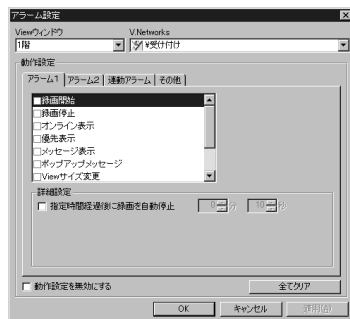 アラーム設定
Viewウィンドウ V.Networks
1階 ¥受け付け
動作設定
アラーム1 アラーム2 連動アラーム その他
録画開始
録画停止
オンライン表示
優先表示
メッセージ表示
ポップアップメッセージ
Viewサイズ変更
詳細設定
指定時間経過後に録画を自動停止 0 分 10 秒
動作設定を無効にする 全てクリア
OK キャンセル 適用(A)